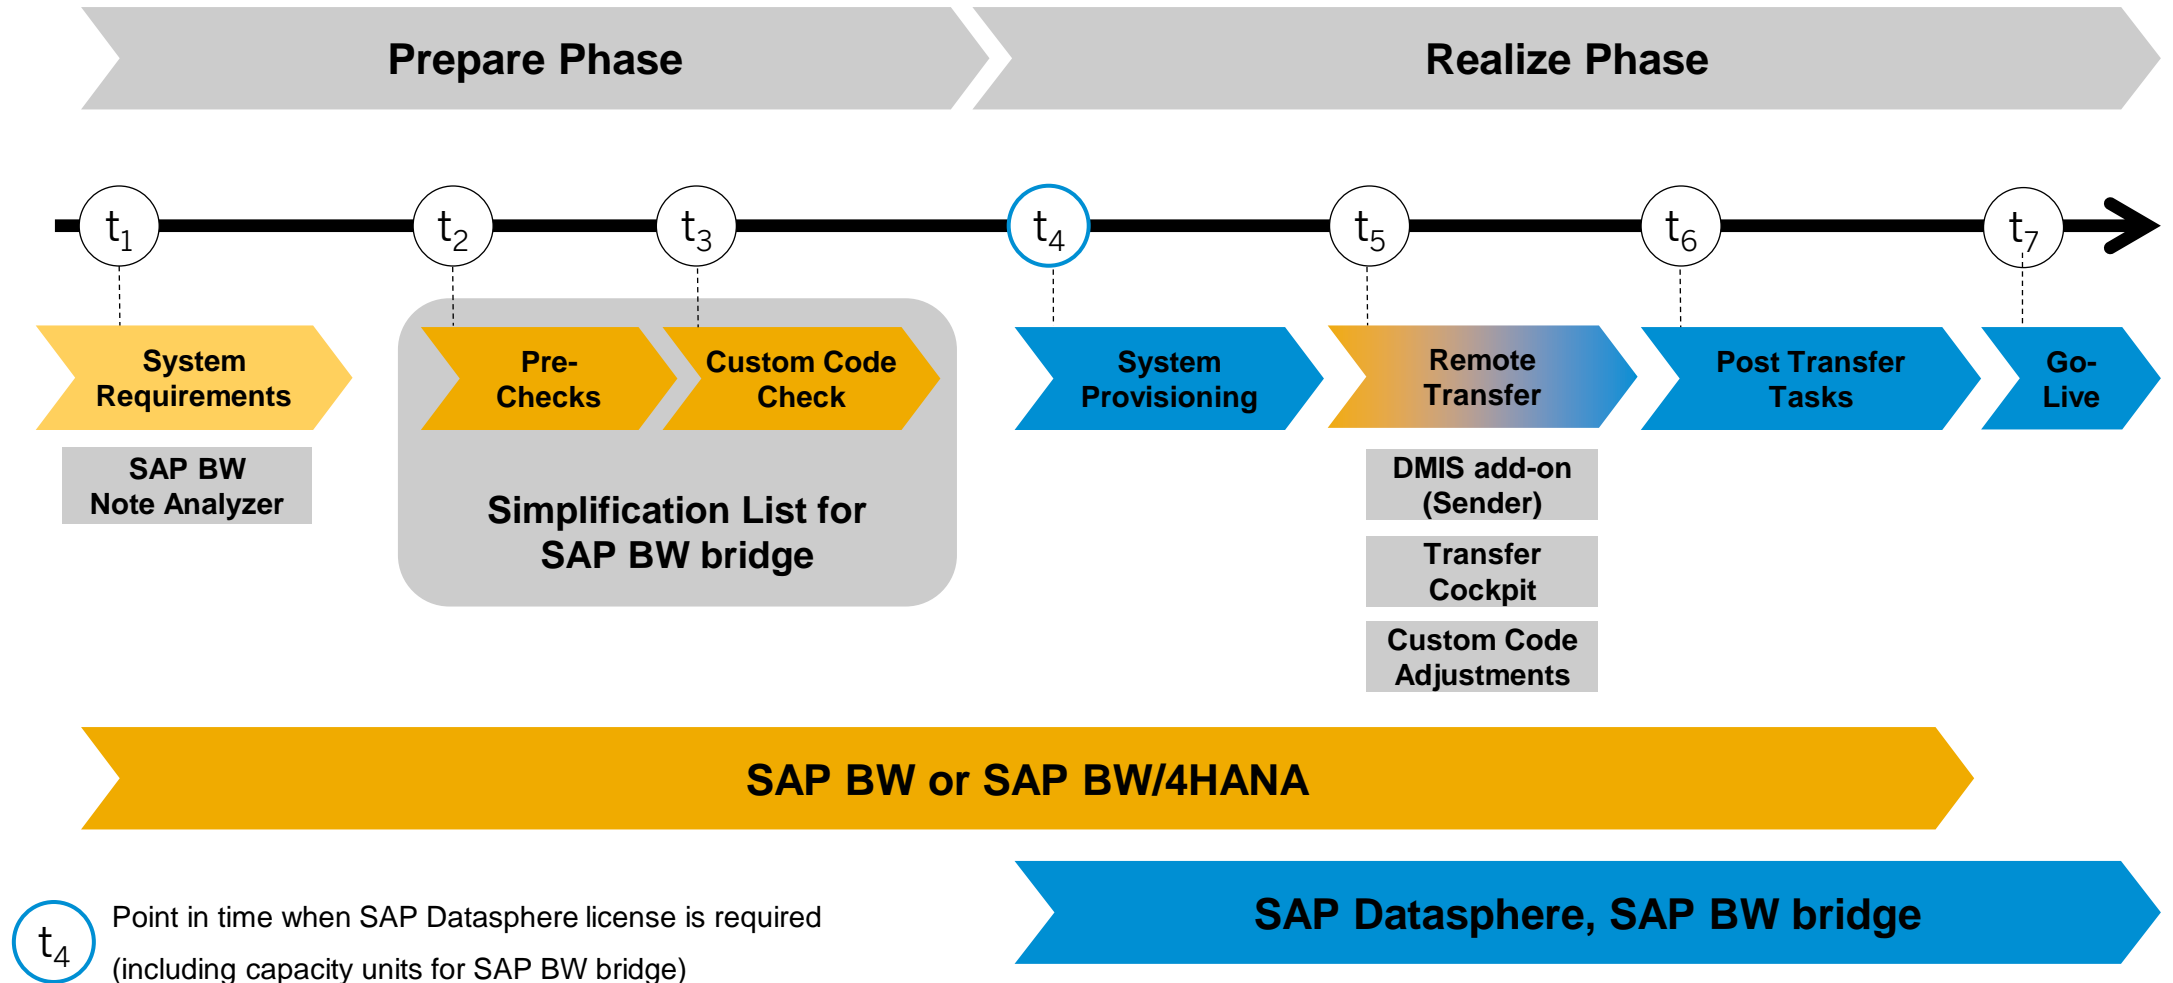 Prepare Phase
Realize Phase
t1
t2
t3
t4
t5
t6
t7
System
Requirements
Pre-
Checks
Custom Code
Check
System
Provisioning
Remote
Transfer
Post Transfer
Tasks
Go-
Live
SAP BW
Note Analyzer
Simplification List for
SAP BW bridge
DMIS add-on
(Sender)
Transfer
Cockpit
Custom Code
Adjustments
SAP BW or SAP BW/4HANA
SAP Datasphere, SAP BW bridge
t4
Point in time when SAP Datasphere license is required
(including capacity units for SAP BW bridge)